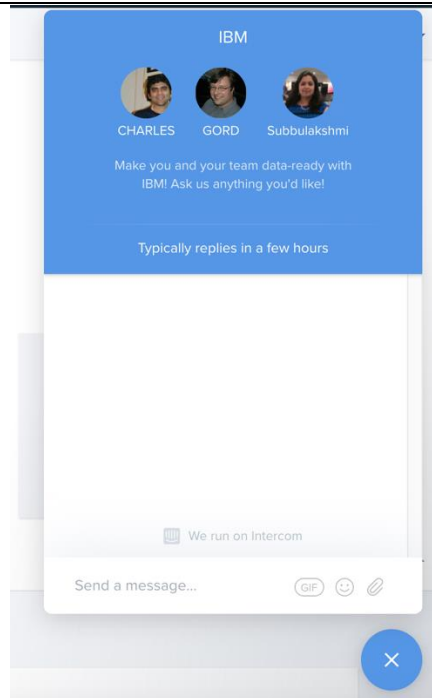 IBM
CHARLES GORD Subbulakshmi
Make you and your team data-ready with
IBM! Ask us anything you'd like!
Typically replies in a few hours
We run on Intercom
Send a message... GIF